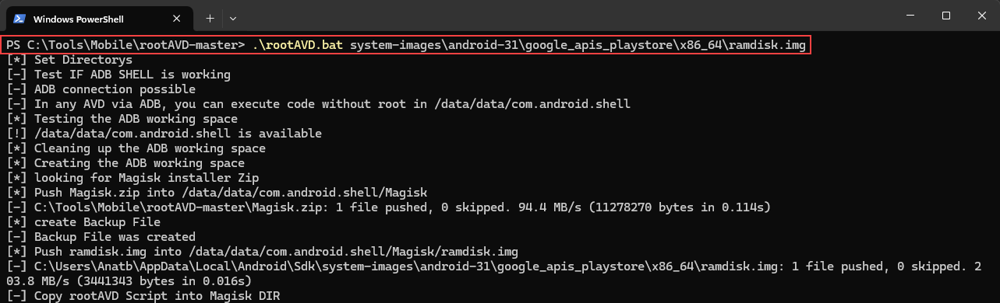 Windows PowerShell
PS C:\Tools\Mobile\rootAVD-master> .\rootAVD.bat system-images\android-31\google_apis_playstore\x86_64\ramdisk.img
[*] Set Directorys
[-] Test IF ADB SHELL is working
[-] ADB connection possible
[-] In any AVD via ADB, you can execute code without root in /data/data/com.android.shell
[*] Testing the ADB working space
[!] /data/data/com.android.shell is available
[*] Cleaning up the ADB working space
[*] Creating the ADB working space
[*] looking for Magisk installer Zip
[*] Push Magisk.zip into /data/data/com.android.shell/Magisk
[-] C:\Tools\Mobile\rootAVD-master\Magisk.zip: 1 file pushed, 0 skipped. 94.4 MB/s (11278270 bytes in 0.114s)
[*] create Backup File
[-] Backup File was created
[*] Push ramdisk.img into /data/data/com.android.shell/Magisk/ramdisk.img
[-] C:\Users\Anatb\AppData\Local\Android\Sdk\system-images\android-31\google_apis_playstore\x86_64\ramdisk.img: 1 file pushed, 0 skipped. 2
03.8 MB/s (3441343 bytes in 0.016s)
[-] Copy rootAVD Script into Magisk DIR